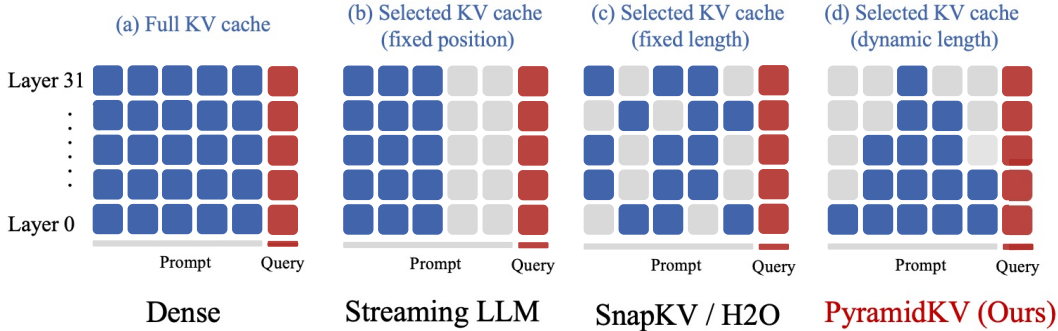 (a) Full KV cache
(b) Selected KV cache
(fixed position)
(c) Selected KV cache
(fixed length)
(d) Selected KV cache
(dynamic length)
Layer 31
Layer 0
Prompt
Query
Prompt
Query
Prompt
Query
Prompt
Query
Dense
Streaming LLM
SnapKV / H2O
PyramidKV (Ours)